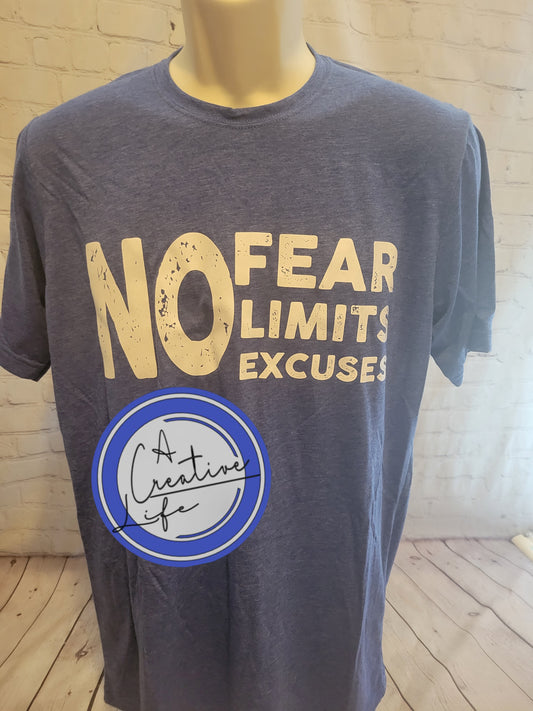 NO FEAR
LIMITS
EXCUSES
A
Creative
Life